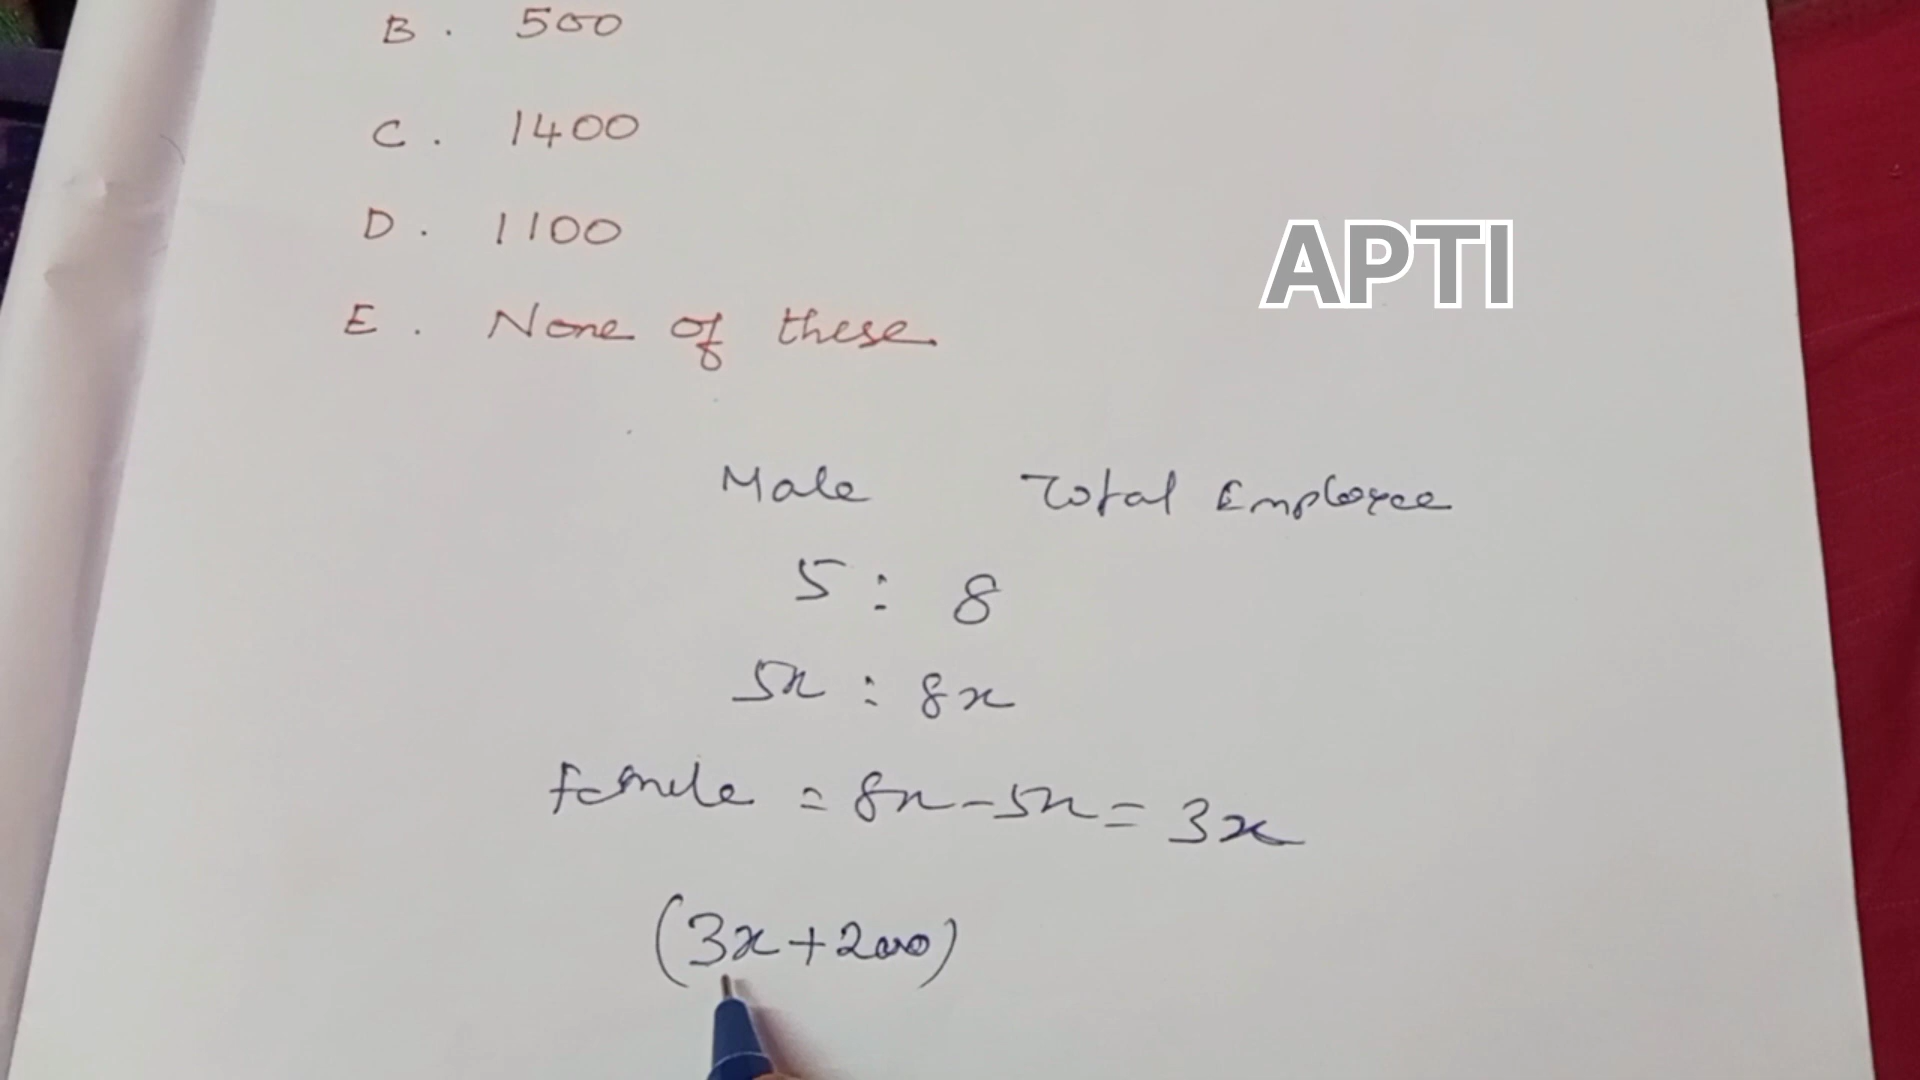 B. 500
C. 1400
D. 1100
APTI
E. None of these
Male Total Employee
5 : 8
5x : 8x
Female = 8x - 5x = 3x
(3x+200)